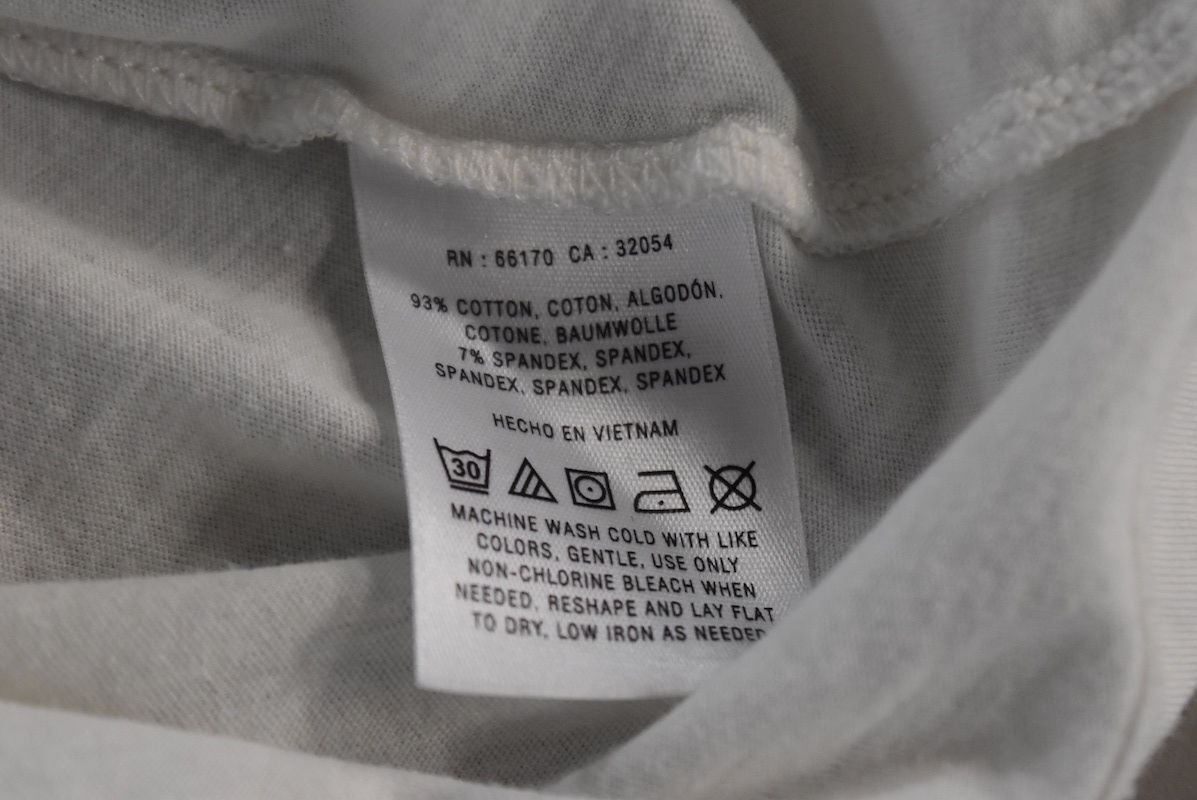 RN : 66170 CA : 32054
93% COTTON, COTON, ALGODÓN,
COTONE, BAUMWOLLE
7% SPANDEX, SPANDEX,
SPANDEX, SPANDEX, SPANDEX
HECHO EN VIETNAM
30
MACHINE WASH COLD WITH LIKE
COLORS, GENTLE, USE ONLY
NON-CHLORINE BLEACH WHEN
NEEDED, RESHAPE AND LAY FLAT
TO DRY, LOW IRON AS NEEDED